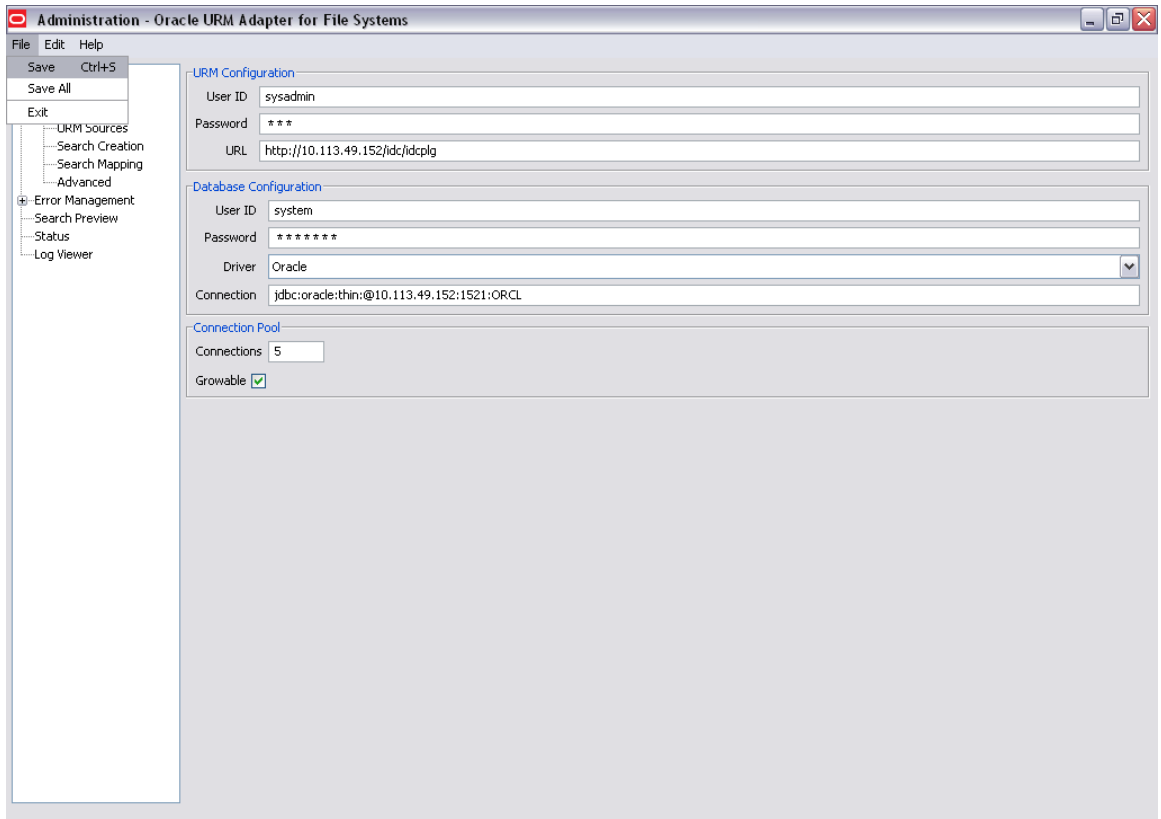 Administration - Oracle URM Adapter for File Systems
File Edit Help
Save Ctrl+S
Save All
Exit
URM Sources
Search Creation
Search Mapping
Advanced
Error Management
Search Preview
Status
Log Viewer
URM Configuration
User ID sysadmin
Password ***
URL http://10.113.49.152/idc/idcplg
Database Configuration
User ID system
Password *******
Driver Oracle
Connection jdbc:oracle:thin:@10.113.49.152:1521:ORCL
Connection Pool
Connections 5
Growable